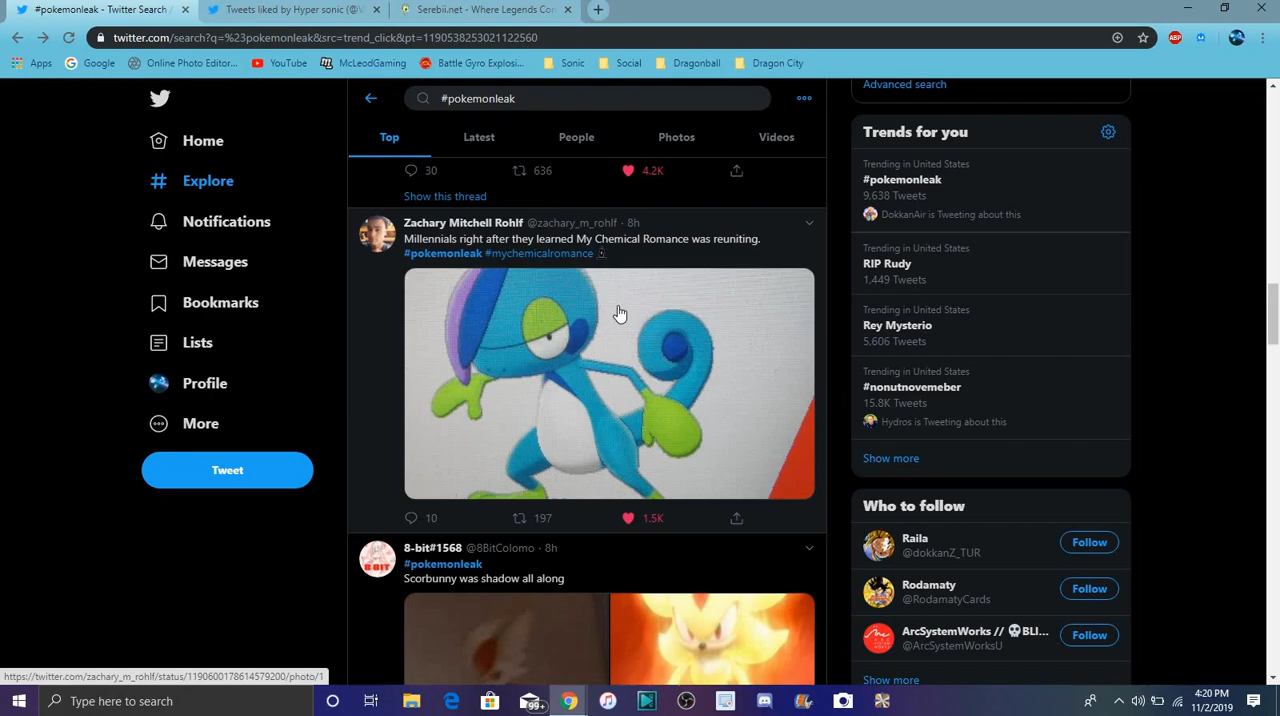 #pokemonleak - Twitter Search /
Tweets liked by Hyper sonic (@
Serebii.net - Where Legends Co
twitter.com/search?q=%23pokemonleak&src=trend_click&pt=1190538253021122560
ABP
Apps
Google
Online Photo Editor...
YouTube
McLeodGaming
Battle Gyro Explosi...
Sonic
Social
Dragonball
Dragon City
Home
Explore
Notifications
Messages
Bookmarks
Lists
Profile
More
Tweet
#pokemonleak
Top
Latest
People
Photos
Videos
30
636
4.2K
Show this thread
Zachary Mitchell Rohlf @zachary_m_rohlf · 8h
Millennials right after they learned My Chemical Romance was reuniting.
#pokemonleak #mychemicalromance
10
197
1.5K
8-bit#1568 @8BitColomo · 8h
#pokemonleak
Scorbunny was shadow all along
8 BIT
Advanced search
Trends for you
Trending in United States
#pokemonleak
9,638 Tweets
DokkanAir is Tweeting about this
Trending in United States
RIP Rudy
1,449 Tweets
Trending in United States
Rey Mysterio
5,606 Tweets
Trending in United States
#nonutnovemeber
15.8K Tweets
Hydros is Tweeting about this
Show more
Who to follow
Raila
@dokkanZ_TUR
Follow
Rodamaty
@RodamatyCards
Follow
ArcSystemWorks // 💀BLI...
@ArcSystemWorksU
Follow
Show more
https://twitter.com/zachary_m_rohlf/status/1190600178614579200/photo/1
Type here to search
99+
4:20 PM
11/2/2019